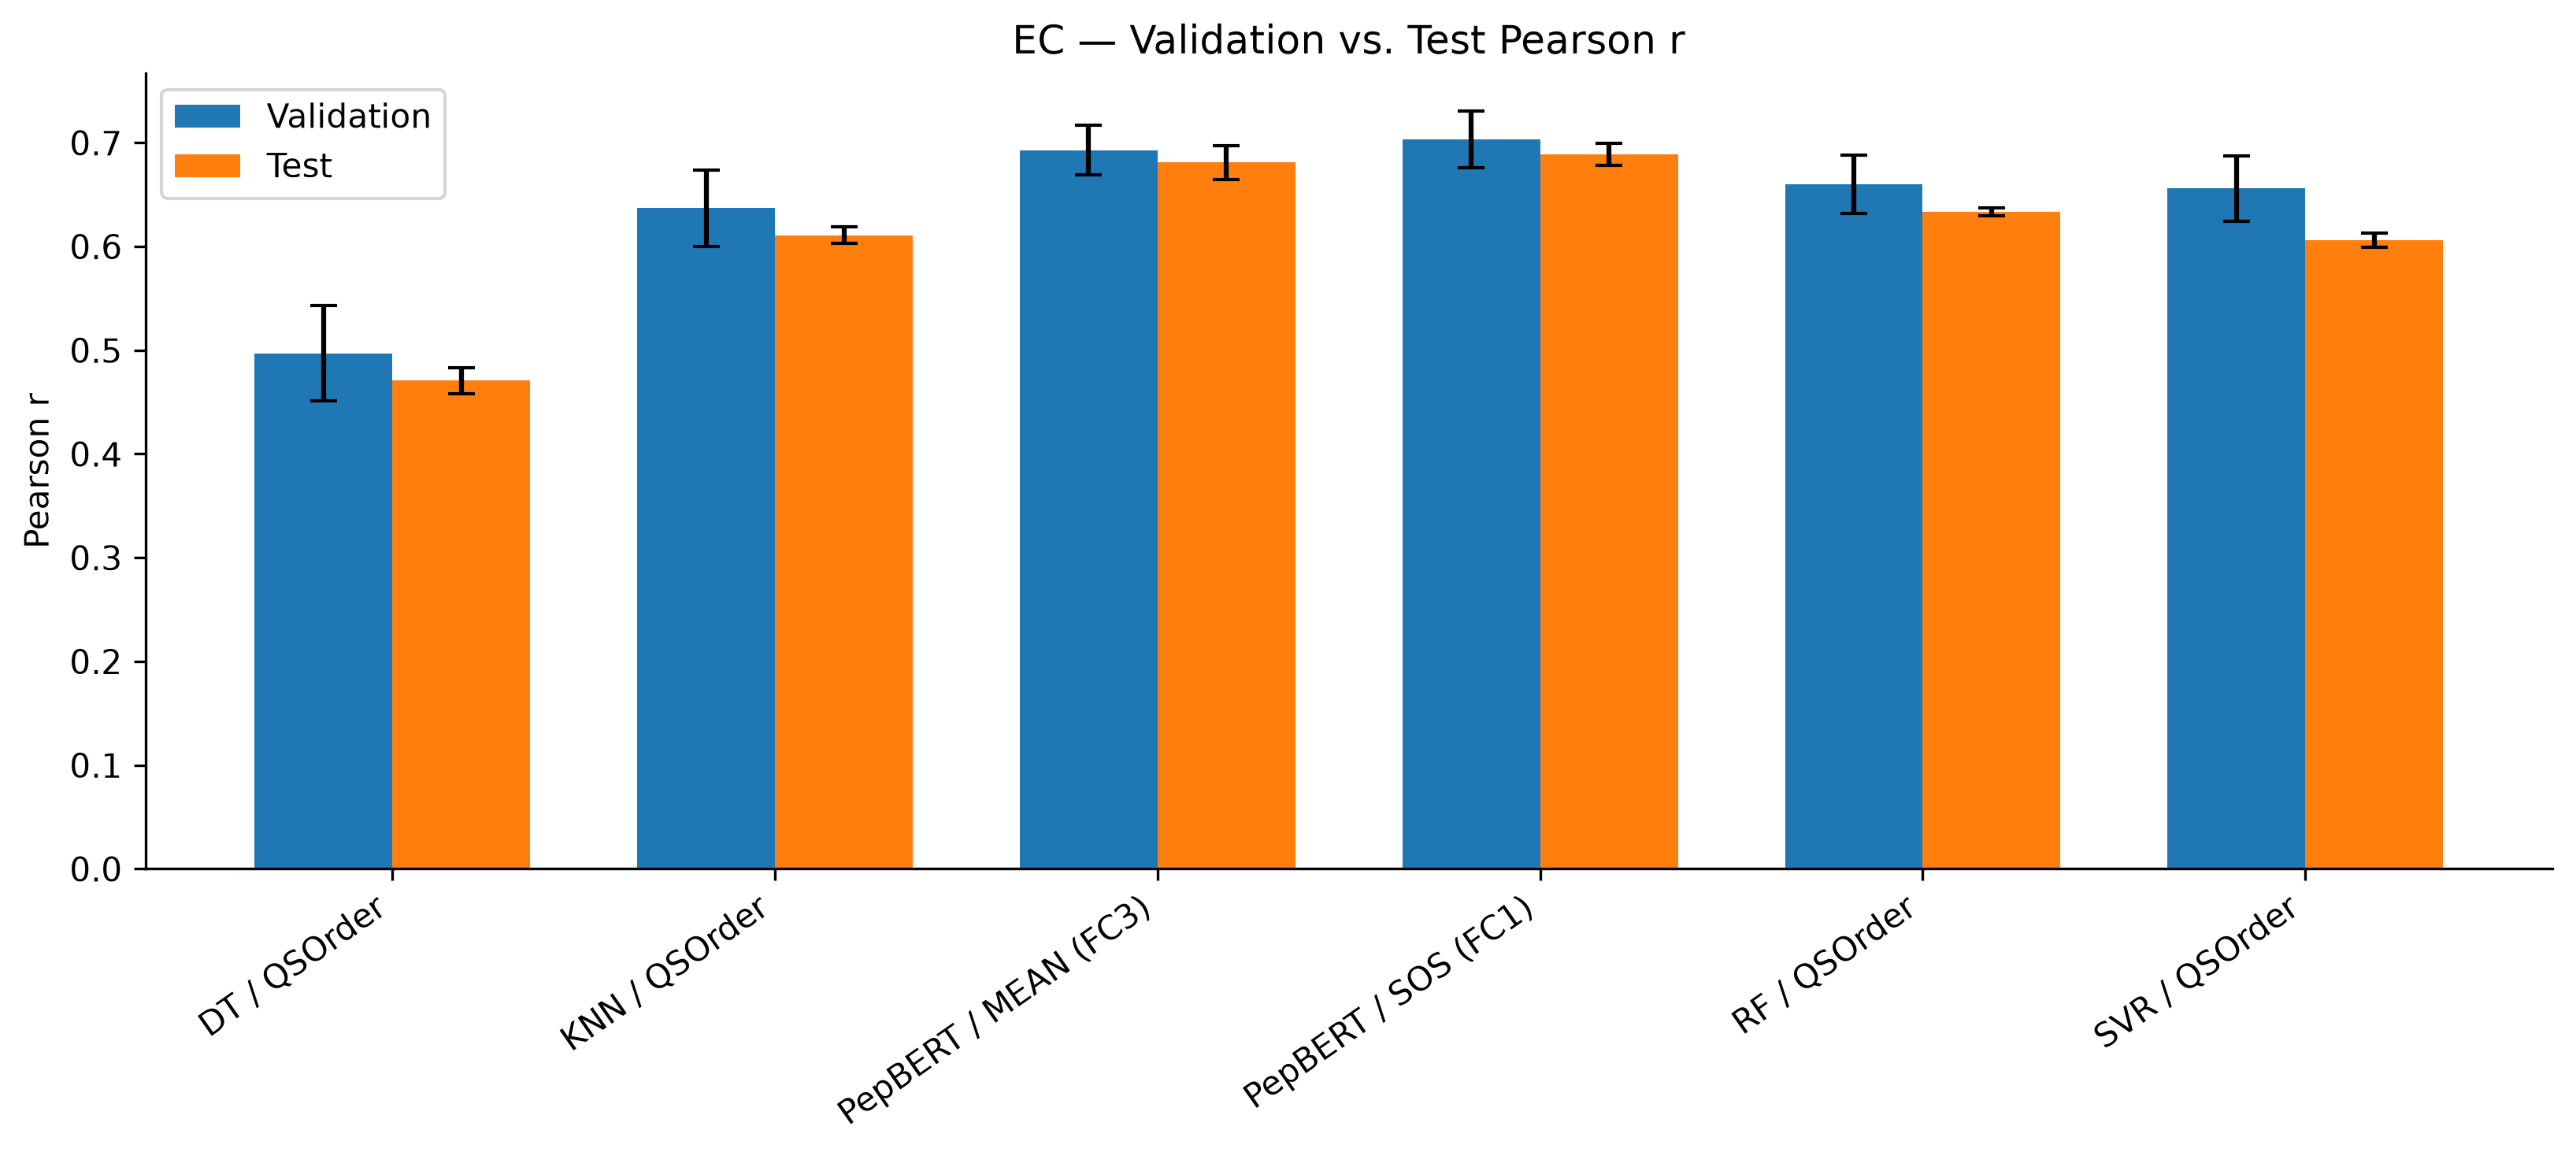 EC — Validation vs. Test Pearson r
Validation
Test
Pearson r
0.7
0.6
0.5
0.4
0.3
0.2
0.1
0.0
DT / QSOrder
KNN / QSOrder
PepBERT / MEAN (FC3)
PepBERT / SOS (FC1)
RF / QSOrder
SVR / QSOrder